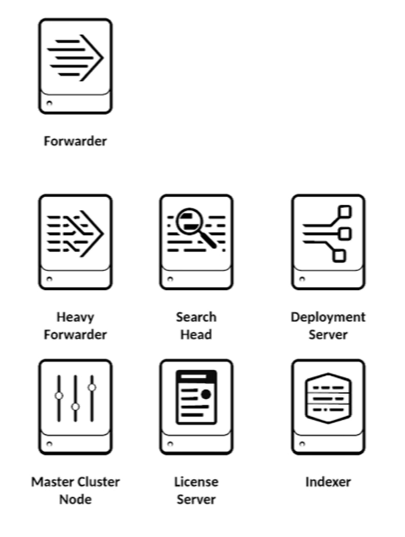 Forwarder
Heavy
Forwarder
Search
Head
Deployment
Server
Master Cluster
Node
License
Server
Indexer